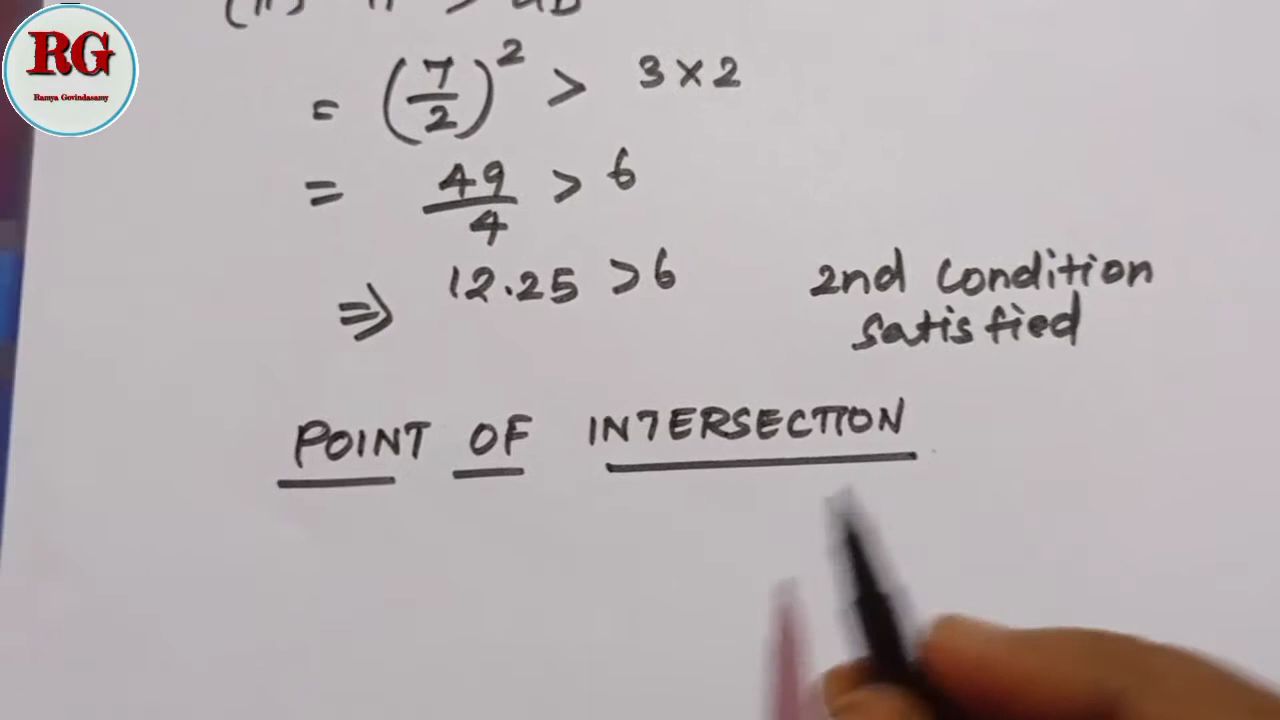 RG
Ramya Govindasamy
= (7/2)² > 3 × 2
= 49/4 > 6
⇒ 12.25 > 6
2nd condition
satisfied
POINT OF INTERSECTION